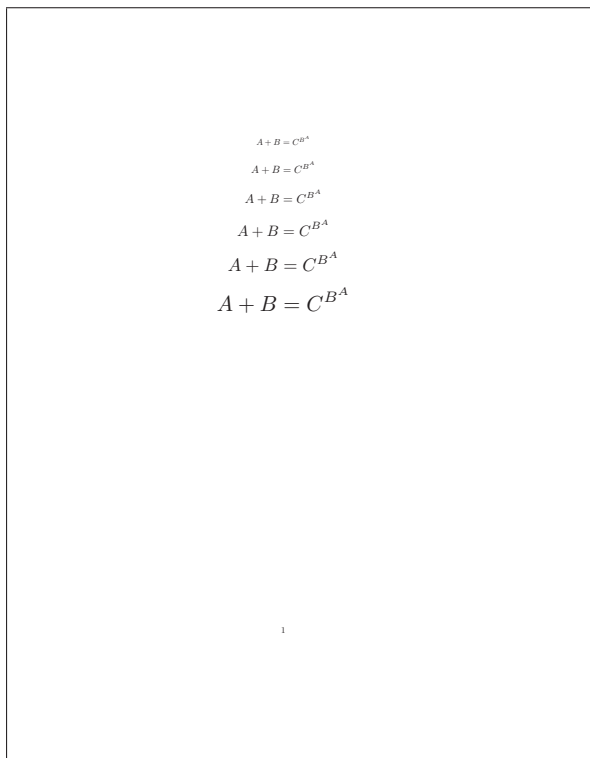 A + B = C^{B^A}
A + B = C^{B^A}
A + B = C^{B^A}
A + B = C^{B^A}
A + B = C^{B^A}
A + B = C^{B^A}
1